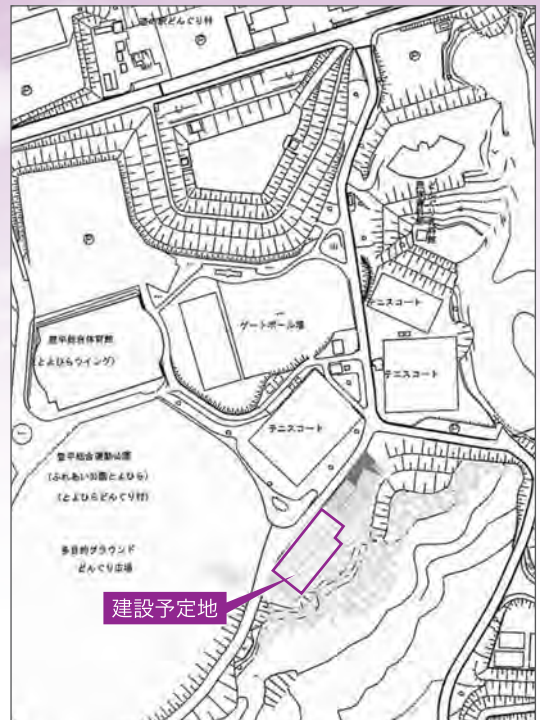 道の駅どんぐり村
P
P
P
P
テニスコート
ゲートボール場
豊平総合体育館
(とよひらウイング)
テニスコート
テニスコート
P
豊平総合運動公園
(ふれあい公園とよひら)
(とよひらどんぐり村)
多目的グラウンド
どんぐり広場
建設予定地